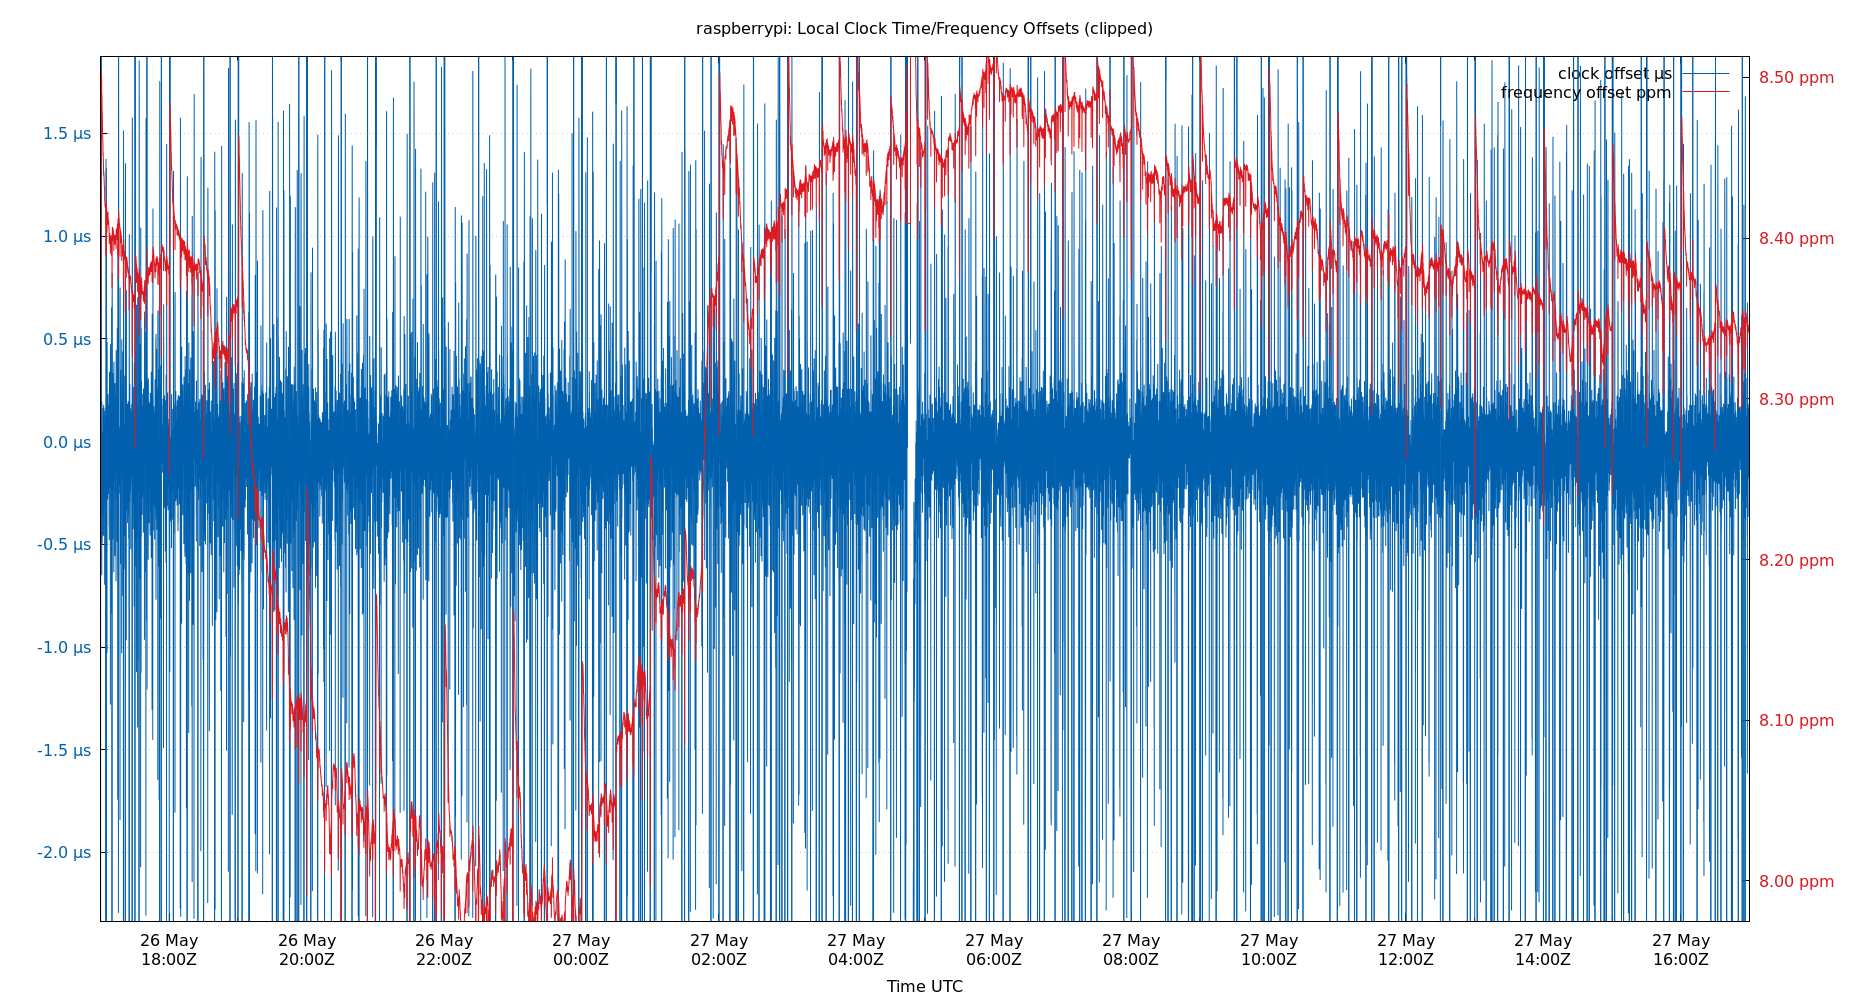 raspberrypi: Local Clock Time/Frequency Offsets (clipped)
clock offset µs
frequency offset ppm
1.5 µs
1.0 µs
0.5 µs
0.0 µs
-0.5 µs
-1.0 µs
-1.5 µs
-2.0 µs
8.50 ppm
8.40 ppm
8.30 ppm
8.20 ppm
8.10 ppm
8.00 ppm
26 May
18:00Z
26 May
20:00Z
26 May
22:00Z
27 May
00:00Z
27 May
02:00Z
27 May
04:00Z
27 May
06:00Z
27 May
08:00Z
27 May
10:00Z
27 May
12:00Z
27 May
14:00Z
27 May
16:00Z
Time UTC